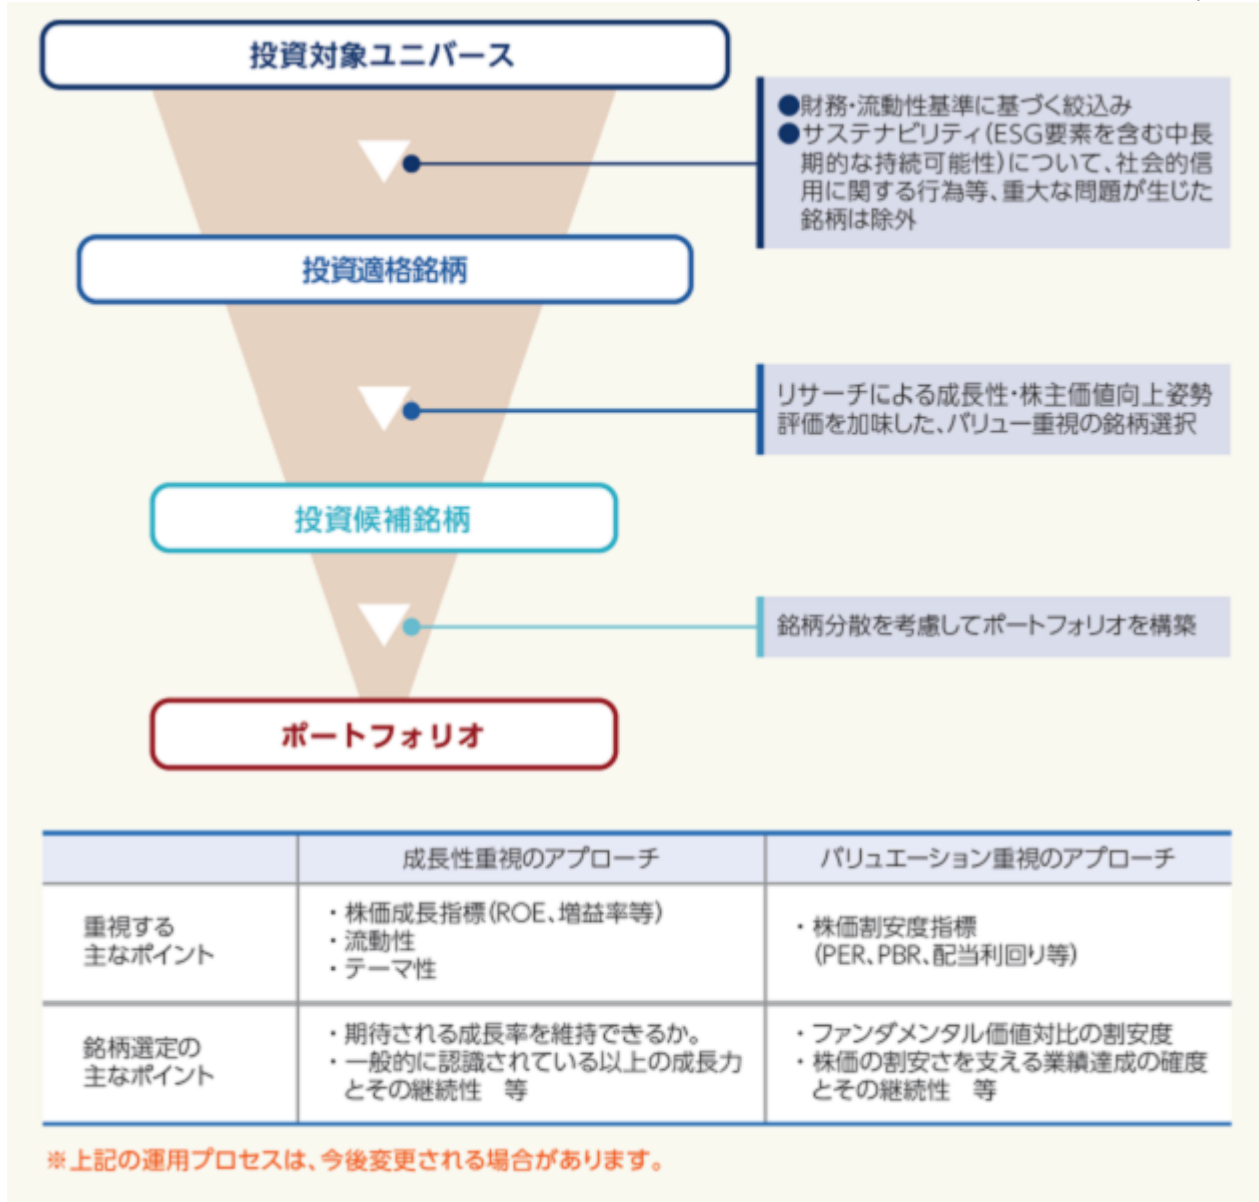 投資対象ユニバース
●財務・流動性基準に基づく絞込み
●サステナビリティ(ESG要素を含む中長
期的な持続可能性)について、社会的信
用に関する行為等、重大な問題が生じた
銘柄は除外
投資適格銘柄
リサーチによる成長性・株主価値向上姿勢
評価を加味した、バリュー重視の銘柄選択
投資候補銘柄
銘柄分散を考慮してポートフォリオを構築
ポートフォリオ
成長性重視のアプローチ
バリュエーション重視のアプローチ
重視する
主なポイント
・株価成長指標(ROE、増益率等)
・流動性
・テーマ性
・株価割安度指標
(PER、PBR、配当利回り等)
銘柄選定の
主なポイント
・期待される成長率を維持できるか。
・一般的に認識されている以上の成長力
とその継続性 等
・ファンダメンタル価値対比の割安度
・株価の割安さを支える業績達成の確度
とその継続性 等
※上記の運用プロセスは、今後変更される場合があります。